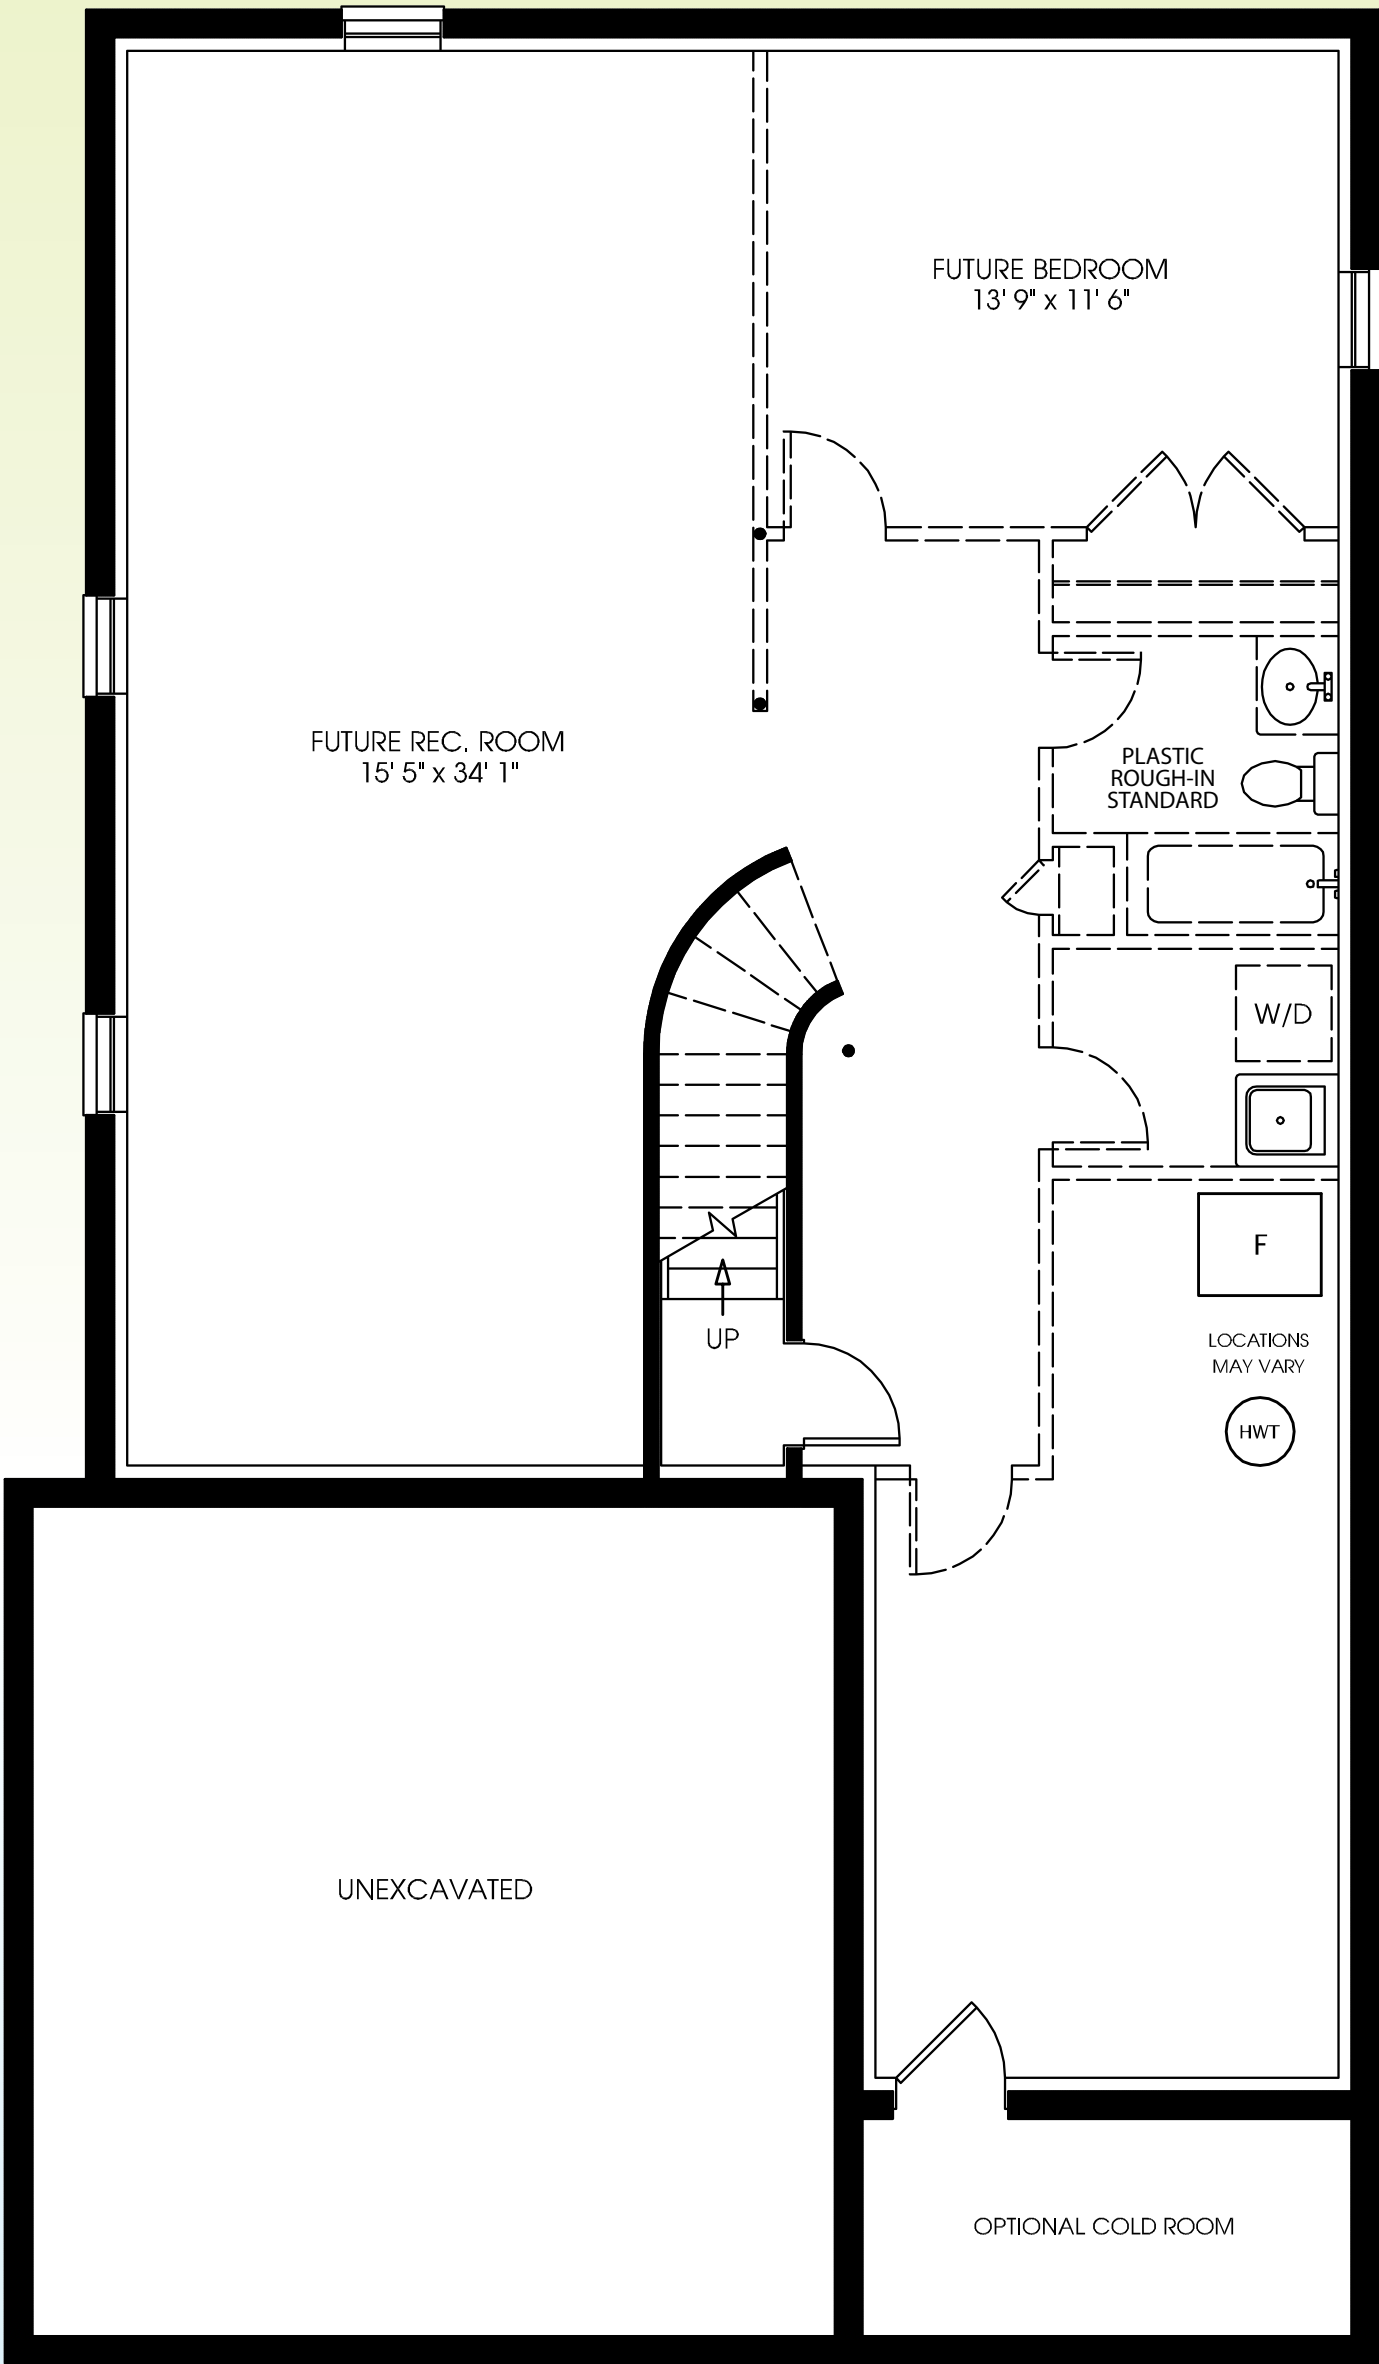 FUTURE BEDROOM
13' 9" x 11' 6"
FUTURE REC. ROOM
15' 5" x 34' 1"
PLASTIC
ROUGH-IN
STANDARD
W/D
F
LOCATIONS
MAY VARY
UP
HWT
UNEXCAVATED
OPTIONAL COLD ROOM